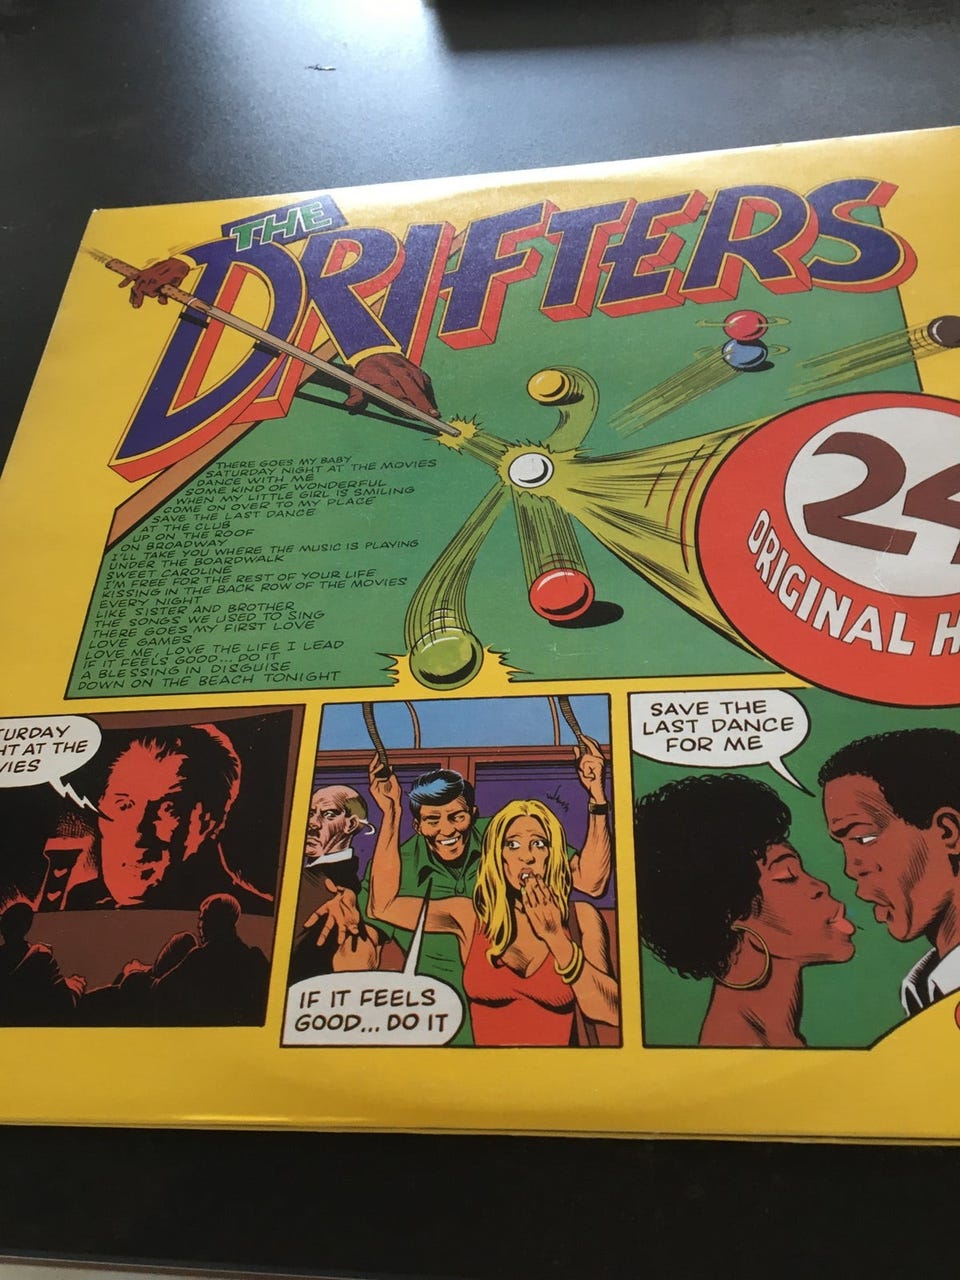 THE
DRIFTERS
24
ORIGINAL H
THERE GOES MY BABY
SATURDAY NIGHT AT THE MOVIES
DANCE WITH ME
SOME KIND OF WONDERFUL
WHEN MY LITTLE GIRL IS SMILING
COME ON OVER TO MY PLACE
SAVE THE LAST DANCE
AT THE CLUB
UP ON THE ROOF
ON BROADWAY
I'LL TAKE YOU WHERE THE MUSIC IS PLAYING
UNDER THE BOARDWALK
SWEET CAROLINE
I'M FREE FOR THE REST OF YOUR LIFE
KISSING IN THE BACK ROW OF THE MOVIES
EVERY NIGHT
LIKE SISTER AND BROTHER
THE SONGS WE USED TO SING
THERE GOES MY FIRST LOVE
LOVE GAMES
LOVE ME, LOVE THE LIFE I LEAD
IF IT FEELS GOOD... DO IT
A BLESSING IN DISGUISE
DOWN ON THE BEACH TONIGHT
TURDAY
HT AT THE
VIES
IF IT FEELS
GOOD... DO IT
SAVE THE
LAST DANCE
FOR ME